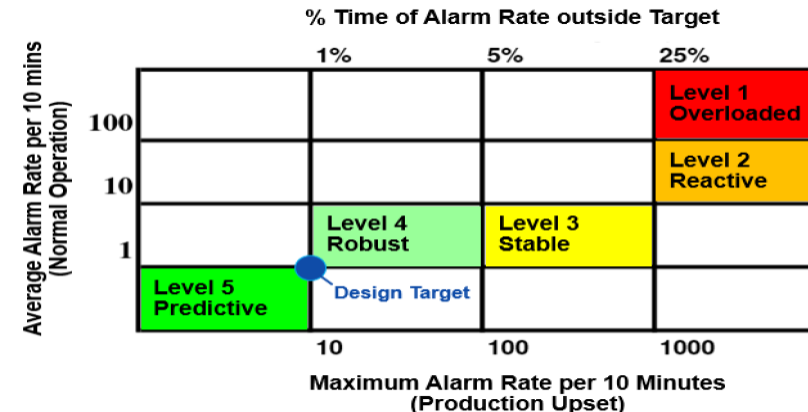 % Time of Alarm Rate outside Target
1%
5%
25%
Average Alarm Rate per 10 mins
(Normal Operation)
100
10
1
Level 1
Overloaded
Level 2
Reactive
Level 4
Robust
Level 3
Stable
Level 5
Predictive
Design Target
10
100
1000
Maximum Alarm Rate per 10 Minutes
(Production Upset)